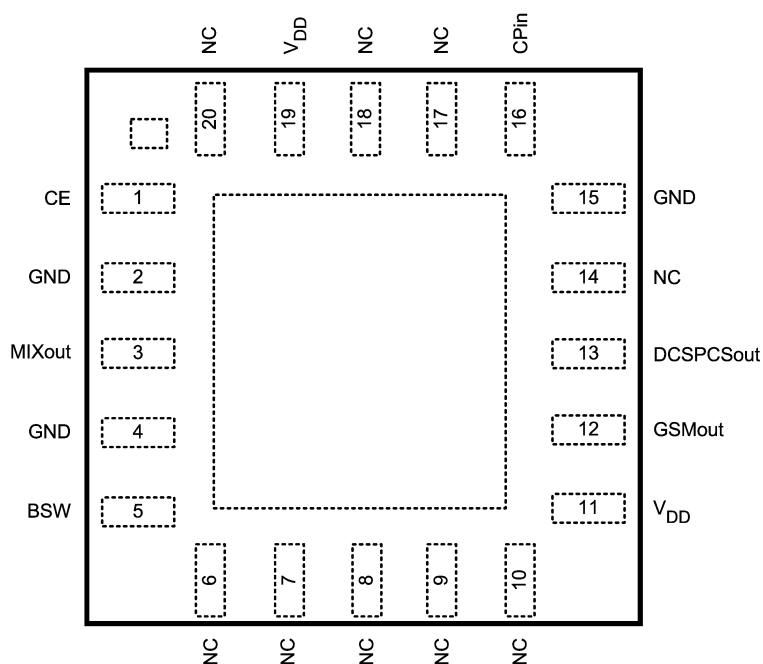 NC VDD NC NC CPin
20 19 18 17 16
CE 1 15 GND
GND 2 14 NC
MIXout 3 13 DCSPCSout
GND 4 12 GSMout
BSW 5 11 VDD
6 7 8 9 10
NC NC NC NC NC